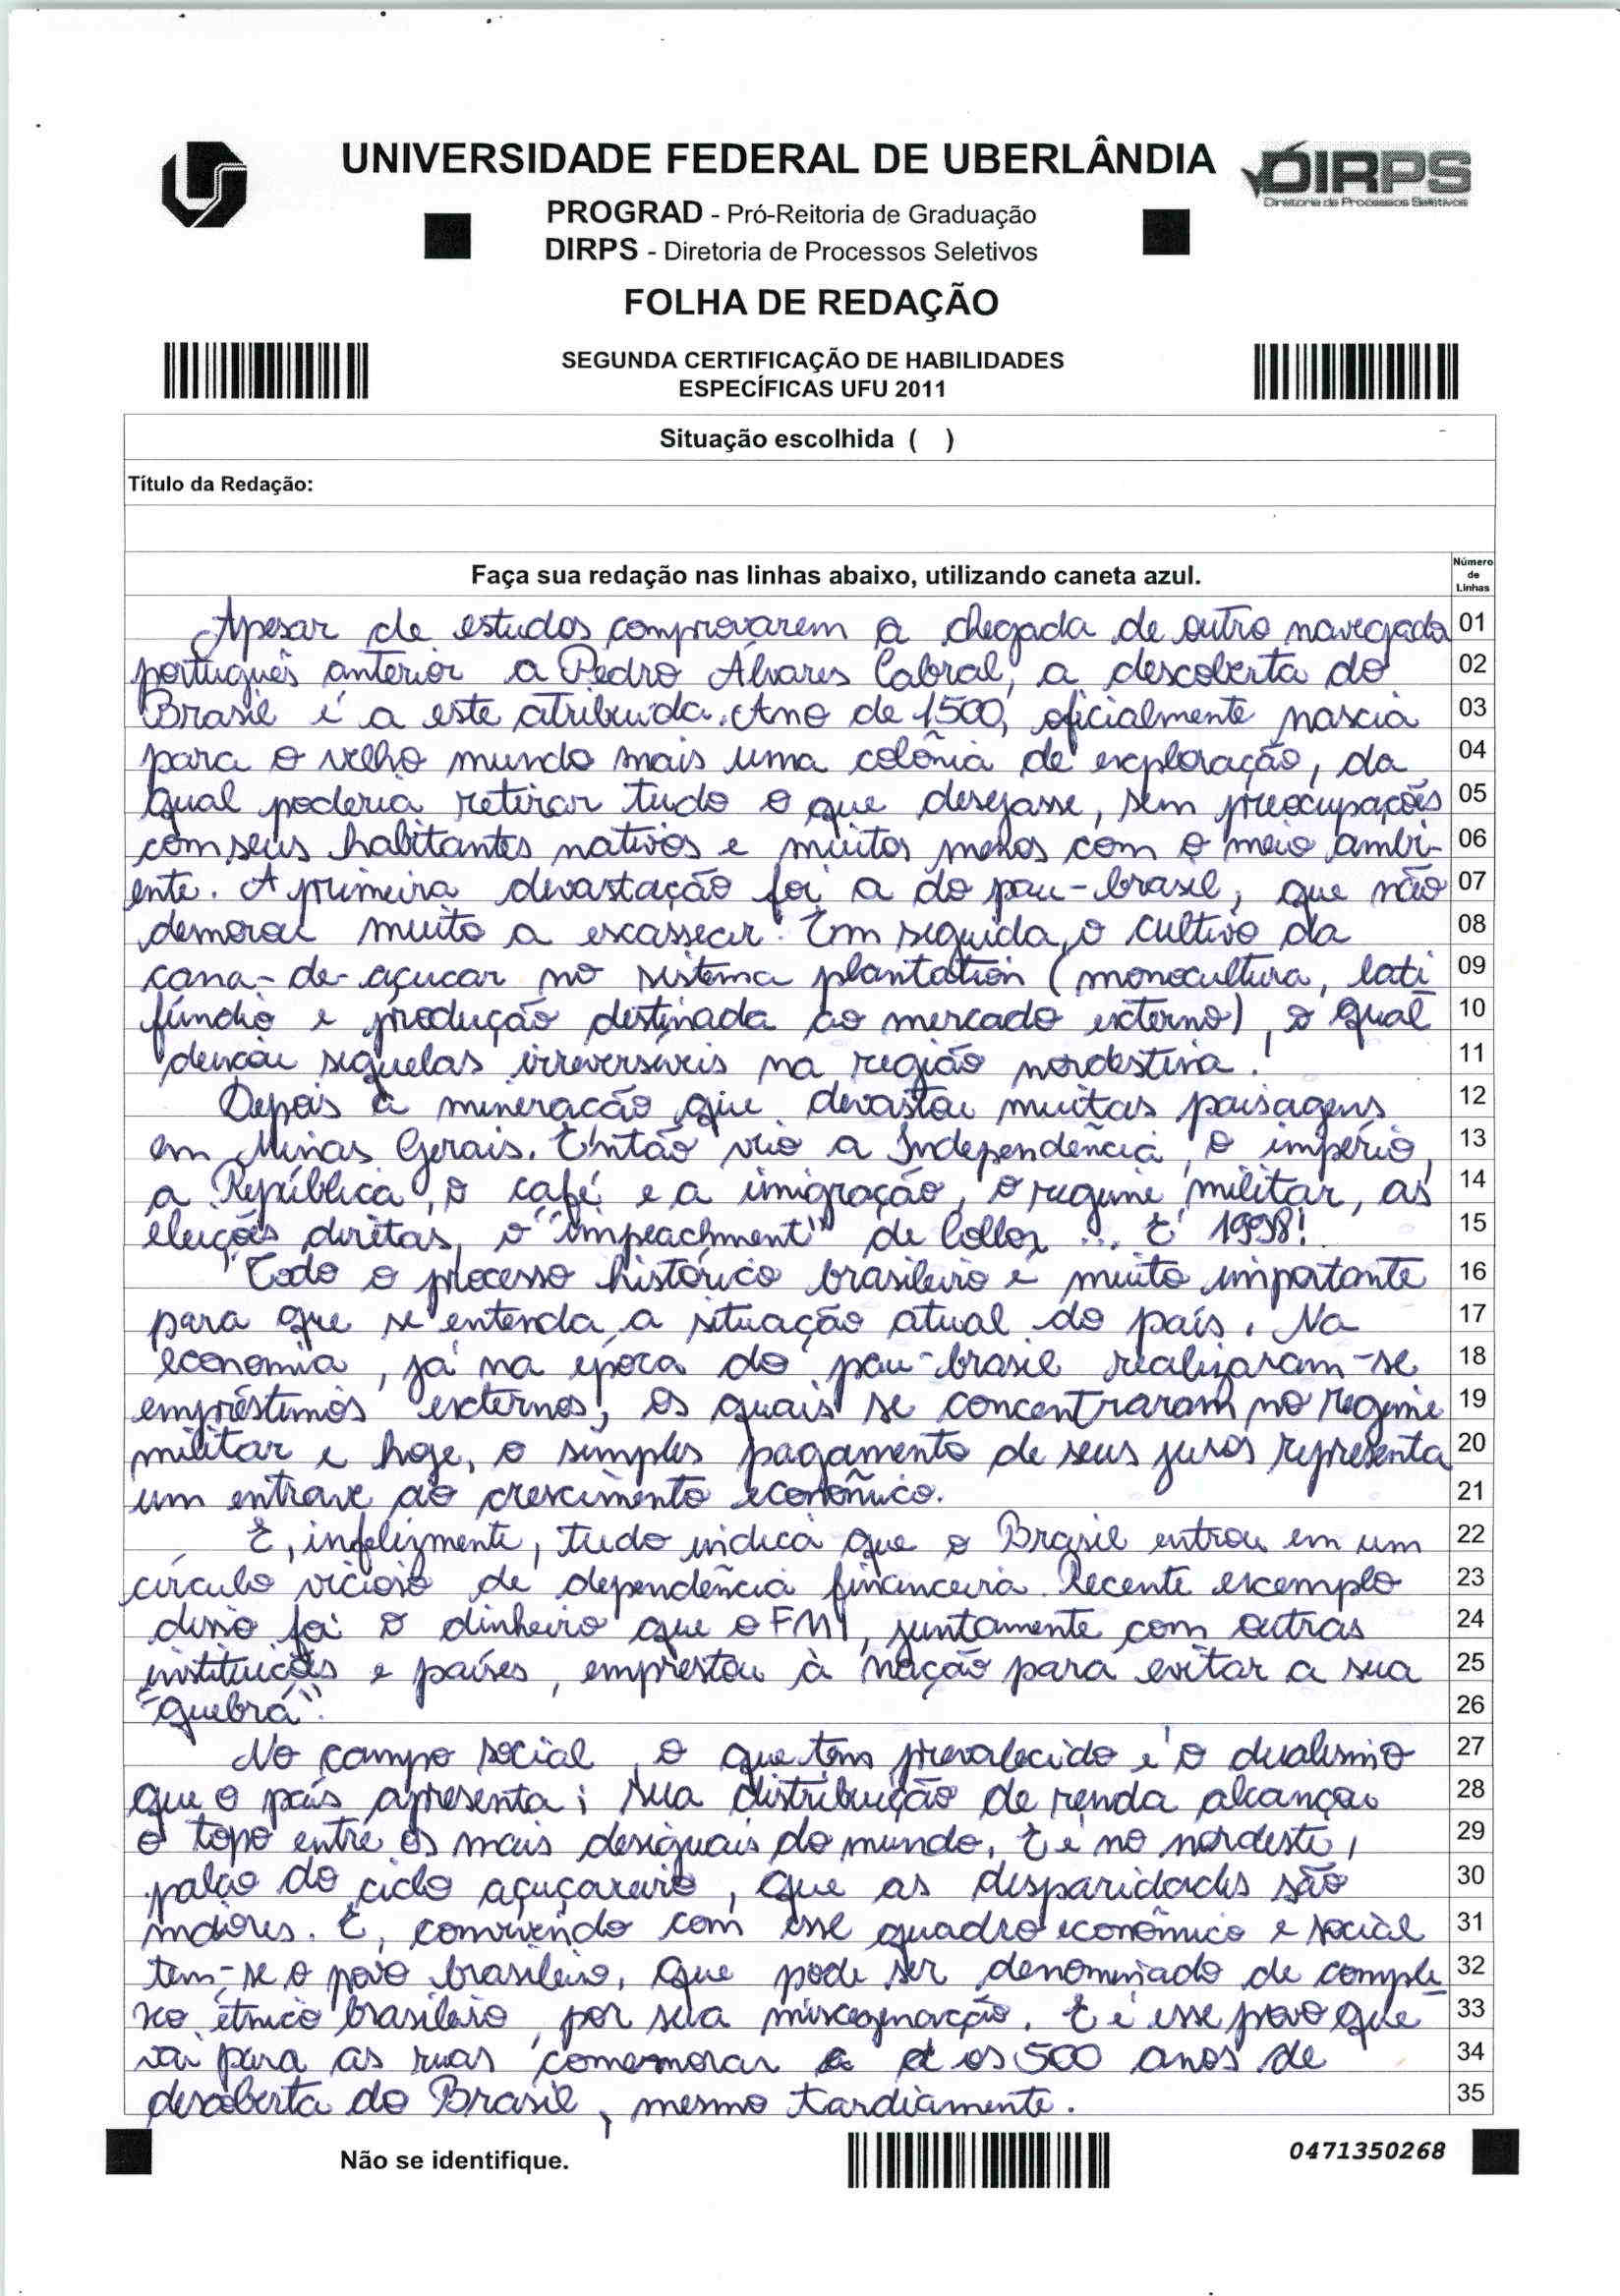 UNIVERSIDADE FEDERAL DE UBERLÂNDIA
DIRPS
Diretoria de Processos Seletivos
PROGRAD - Pró-Reitoria de Graduação
DIRPS - Diretoria de Processos Seletivos
FOLHA DE REDAÇÃO
SEGUNDA CERTIFICAÇÃO DE HABILIDADES
ESPECÍFICAS UFU 2011
Situação escolhida ( )
Título da Redação:
Faça sua redação nas linhas abaixo, utilizando caneta azul.
Número de Linhas
Apesar de estudos comprovarem a chegada de outro navegado 01
português anterior a Pedro Álvares Cabral, a descoberta do 02
Brasil é a este atribuida. Ano de 1500, oficialmente nascia 03
para o velho mundo mais uma colônia de exploração, da 04
qual poderia retirar tudo o que desejasse, sem preocupações 05
com seus habitantes nativos e muitos menos com o meio ambi- 06
ente. A primeira devastação foi a do pau-brasil, que não 07
demorou muito a escassecer. Em seguida, o cultivo da 08
cana-de-açucar no sistema plantation (monocultura, lati 09
fúndio e produção destinada ao mercado externo), o qual 10
deixou sequelas irreversíveis na região nordestina. 11
Depois a mineração que devastou muitas paisagens 12
em Minas Gerais. Então veio a Independência, o império, 13
a República, o café e a imigração, o regime militar, as 14
eleições diretas, o "impeachment" de Collor ... E 1998! 15
Todo o processo histórico brasileiro é muito importante 16
para que se entenda a situação atual do país. Na 17
economia, já na época do pau-brasil realizaram-se 18
empréstimos externos, os quais se concentraram no regime 19
militar e hoje, o simples pagamento de seus juros representa 20
um entrave ao crescimento econômico. 21
E, infelizmente, tudo indica que o Brasil entrou em um 22
círculo vicioso de dependência financeira. Recente exemplo 23
disso foi o dinheiro que o FMI, juntamente com outras 24
instituições e países, emprestou à nação para evitar a sua 25
"quebra". 26
No campo social, o que tem prevalecido é o dualismo 27
que o país apresenta; sua distribuição de renda alcançou 28
o topo entre os mais desiguais do mundo. E é no nordeste, 29
palco do ciclo açucareiro, que as disparidades são 30
maiores. E, convivendo com esse quadro econômico e social 31
tem-se o povo brasileiro, que pode ser denominado de comple 32
xo étnico brasileiro, por sua miscegenação. E é esse povo que 33
vai para as ruas comemorar os 500 anos de 34
descoberta do Brasil, mesmo tardiamente. 35
Não se identifique.
0471350268